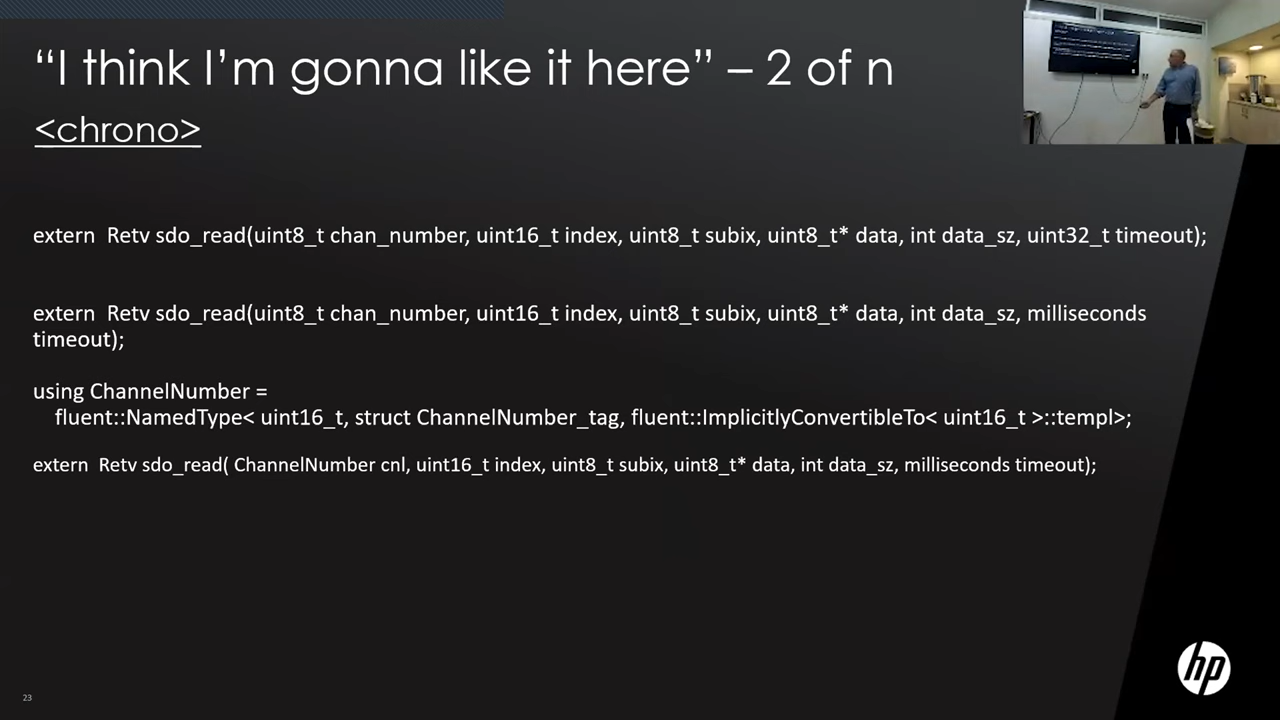 “I think I’m gonna like it here” – 2 of n
<chrono>
extern  Retv sdo_read(uint8_t chan_number, uint16_t index, uint8_t subix, uint8_t* data, int data_sz, uint32_t timeout);
extern  Retv sdo_read(uint8_t chan_number, uint16_t index, uint8_t subix, uint8_t* data, int data_sz, milliseconds
timeout);
using ChannelNumber =
fluent::NamedType< uint16_t, struct ChannelNumber_tag, fluent::ImplicitlyConvertibleTo< uint16_t >::templ>;
extern  Retv sdo_read( ChannelNumber cnl, uint16_t index, uint8_t subix, uint8_t* data, int data_sz, milliseconds timeout);
hp
23